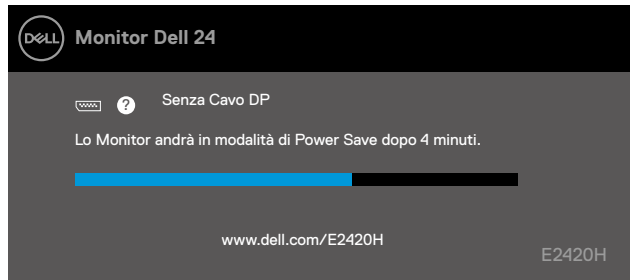 DELL Monitor Dell 24
? Senza Cavo DP
Lo Monitor andrà in modalità di Power Save dopo 4 minuti.
www.dell.com/E2420H
E2420H